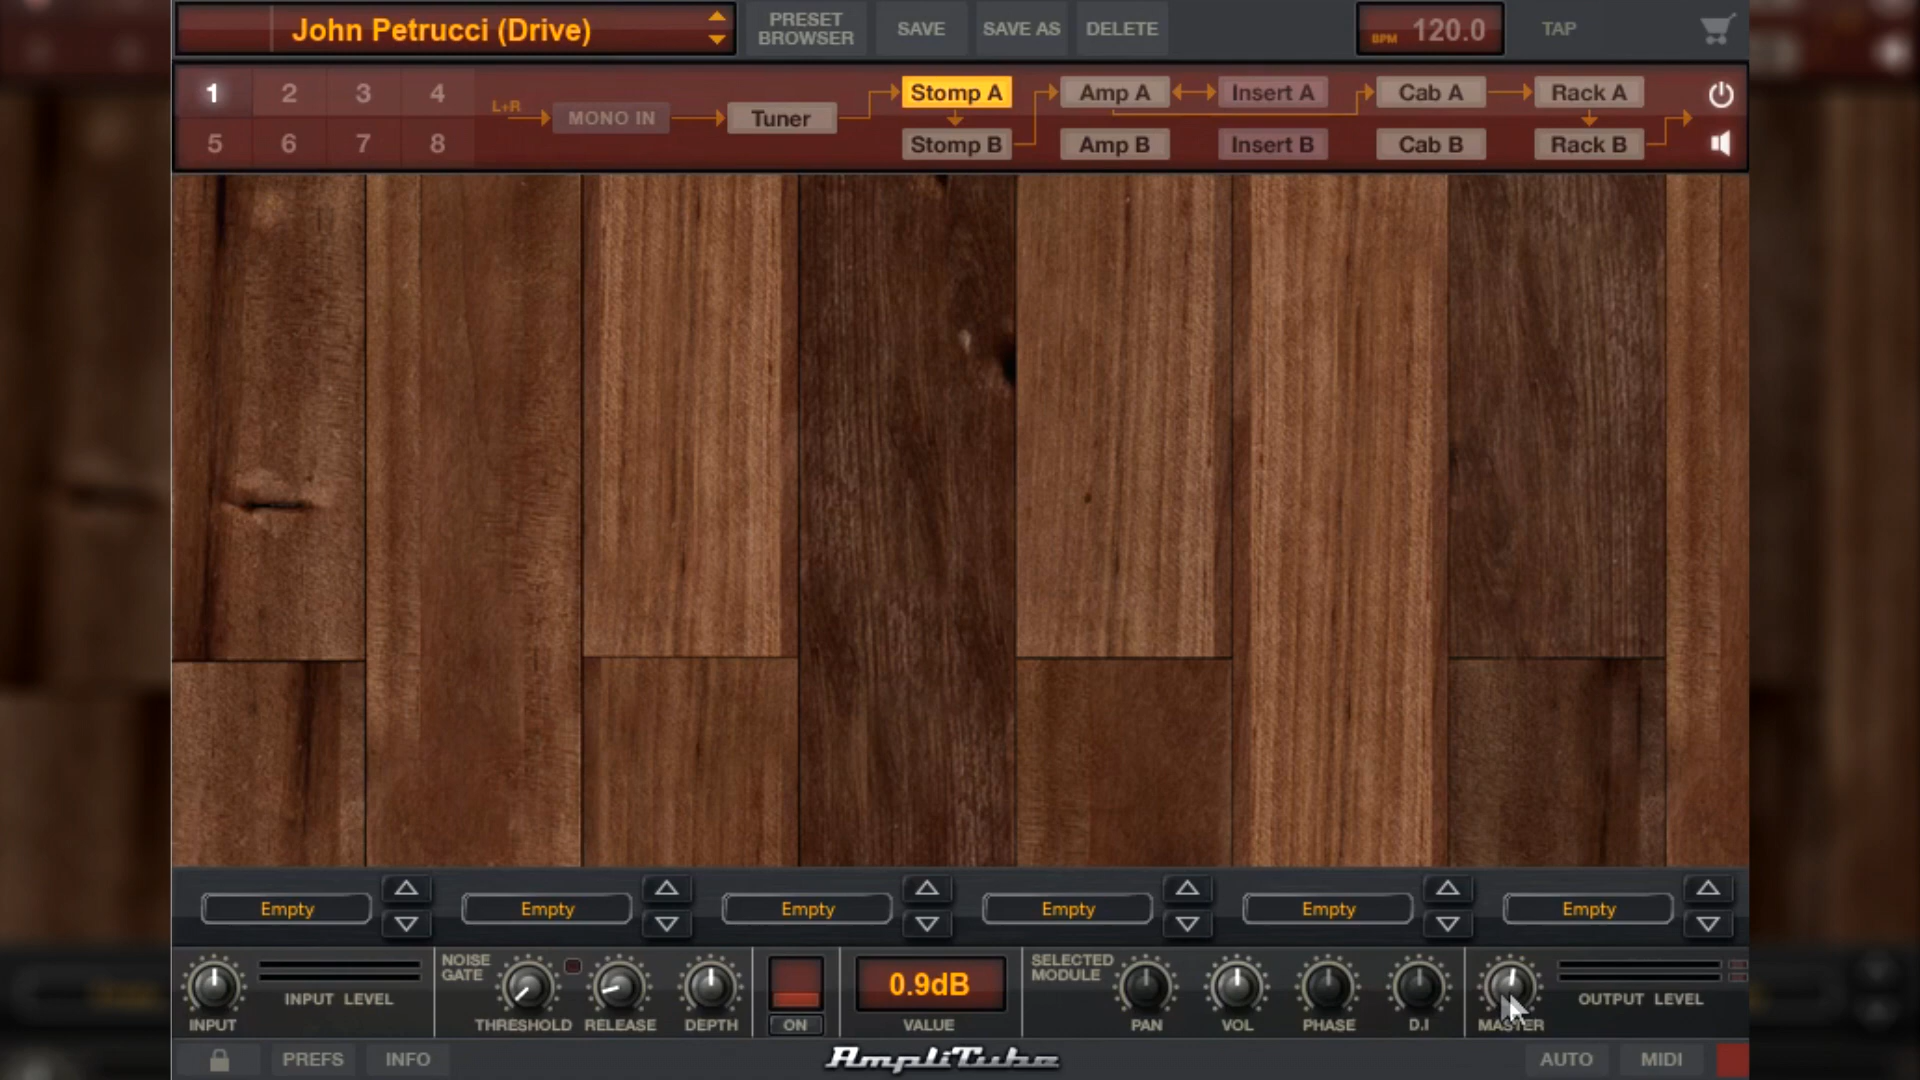 John Petrucci (Drive)
PRESET BROWSER
SAVE
SAVE AS
DELETE
BPM 120.0
TAP
1 2 3 4
5 6 7 8
L+R
MONO IN
Tuner
Stomp A
Amp A
Insert A
Cab A
Rack A
Stomp B
Amp B
Insert B
Cab B
Rack B
Empty
Empty
Empty
Empty
Empty
Empty
INPUT
INPUT LEVEL
NOISE GATE
THRESHOLD
RELEASE
DEPTH
ON
0.9dB
VALUE
SELECTED MODULE
PAN
VOL
PHASE
D.I
MASTER
OUTPUT LEVEL
PREFS
INFO
AmpliTube
AUTO
MIDI